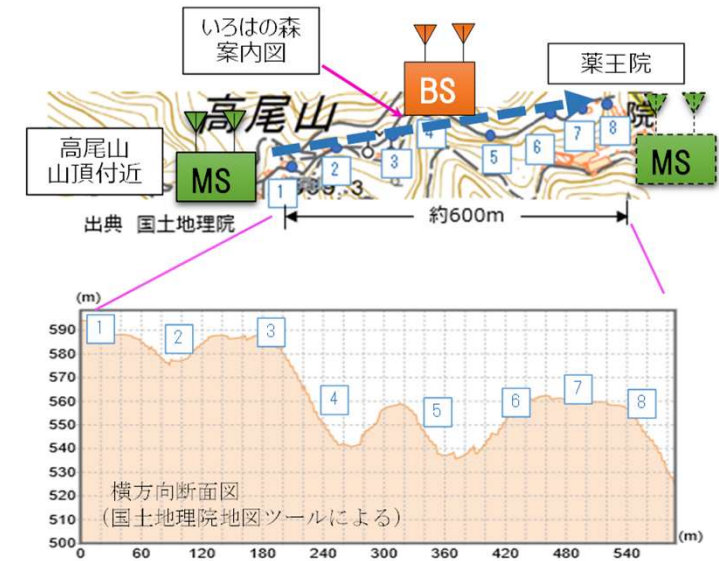 いろはの森
案内図
BS
薬王院
高尾山
院
高尾山
山頂付近
MS
MS
1
2
3
4
5
6
7
8
出典 国土地理院
約600m
(m)
590
580
570
560
550
540
530
520
510
500
1
2
3
4
5
6
7
8
横方向断面図
(国土地理院地図ツールによる)
0 60 120 180 240 300 360 420 480 540
(m)